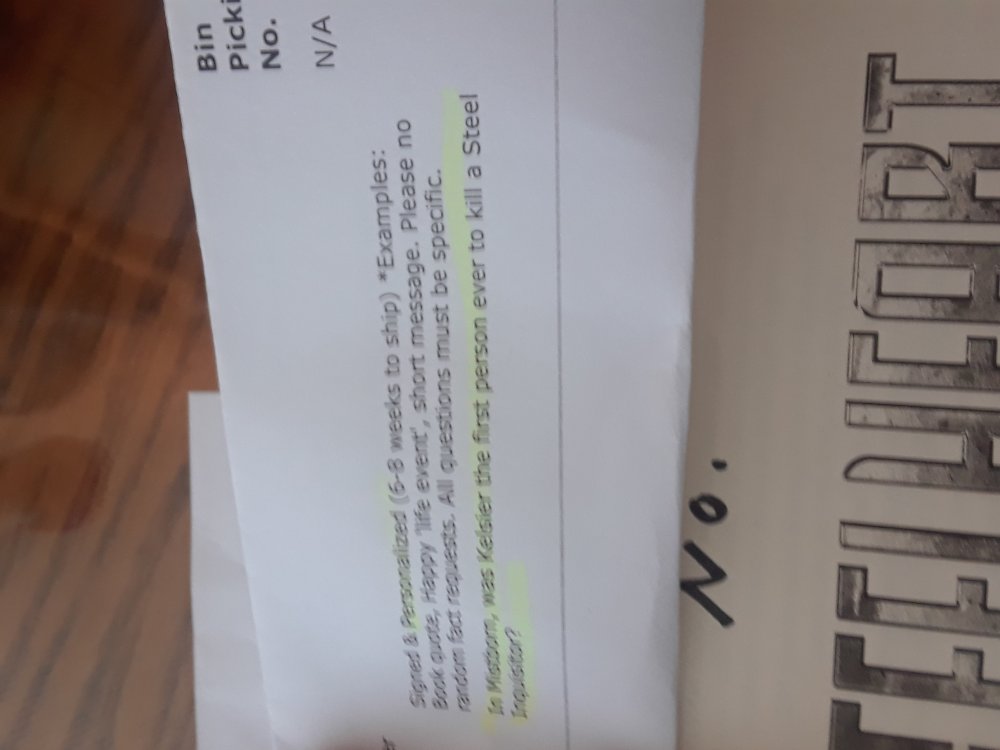 Bin
Picki
No.
N/A
Signed & Personalized ((6-8 weeks to ship) *Examples:
Book quote, Happy 'life event', short message. Please no
random fact requests. All questions must be specific.
In Mistborn, was Kelsier the first person ever to kill a Steel
Inquisitor?
No.
STEELHEART